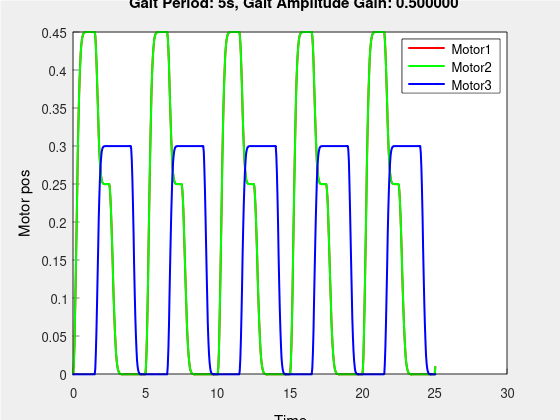 Gait Period: 5s, Gait Amplitude Gain: 0.500000
0.45
0.4
0.35
0.3
0.25
0.2
0.15
0.1
0.05
0
Motor pos
Motor1
Motor2
Motor3
0 5 10 15 20 25 30
Time